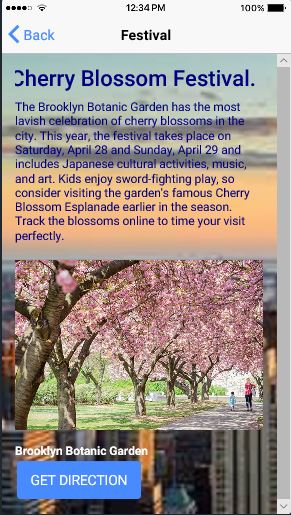 12:34 PM
100%
Back
Festival
Cherry Blossom Festival.
The Brooklyn Botanic Garden has the most
lavish celebration of cherry blossoms in the
city. This year, the festival takes place on
Saturday, April 28 and Sunday, April 29 and
includes Japanese cultural activities, music,
and art. Kids enjoy sword-fighting play, so
consider visiting the garden's famous Cherry
Blossom Esplanade earlier in the season.
Track the blossoms online to time your visit
perfectly.
Brooklyn Botanic Garden
GET DIRECTION